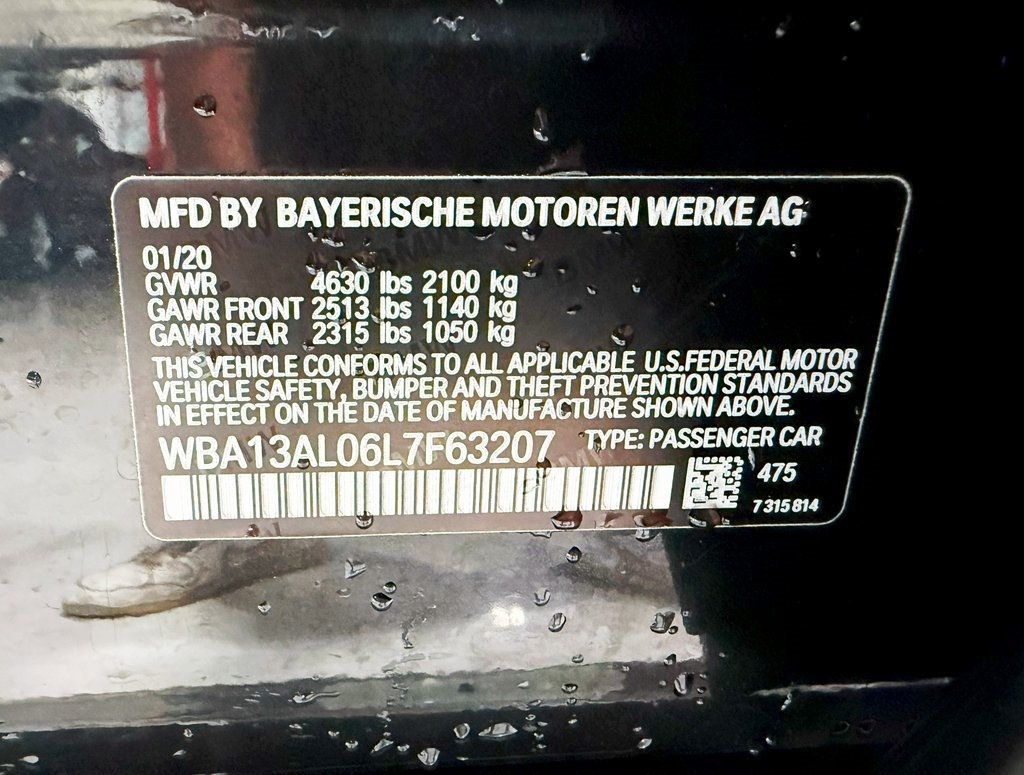 MFD BY BAYERISCHE MOTOREN WERKE AG
01/20
GVWR 4630 lbs 2100 kg
GAWR FRONT 2513 lbs 1140 kg
GAWR REAR 2315 lbs 1050 kg
THIS VEHICLE CONFORMS TO ALL APPLICABLE U.S.FEDERAL MOTOR
VEHICLE SAFETY, BUMPER AND THEFT PREVENTION STANDARDS
IN EFFECT ON THE DATE OF MANUFACTURE SHOWN ABOVE.
WBA13AL06L7F63207 TYPE: PASSENGER CAR
475
7 315 814